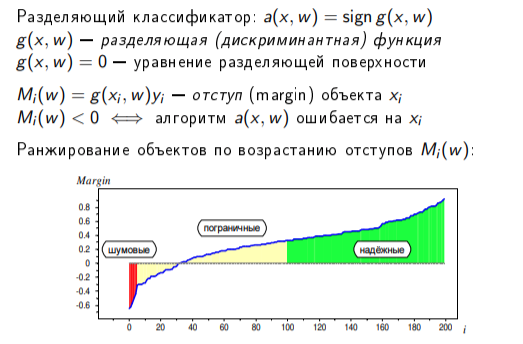 Разделяющий классификатор: a(x, w) = sign g(x, w)
g(x, w) — разделяющая (дискриминантная) функция
g(x, w) = 0 — уравнение разделяющей поверхности
Mᵢ(w) = g(xᵢ, w)yᵢ — отступ (margin) объекта xᵢ
Mᵢ(w) < 0 ⟺ алгоритм a(x, w) ошибается на xᵢ
Ранжирование объектов по возрастанию отступов Mᵢ(w):
Margin
0.8
0.6
0.4
0.2
0
-0.2
-0.4
-0.6
шумовые
пограничные
надёжные
0 20 40 60 80 100 120 140 160 180 200 i